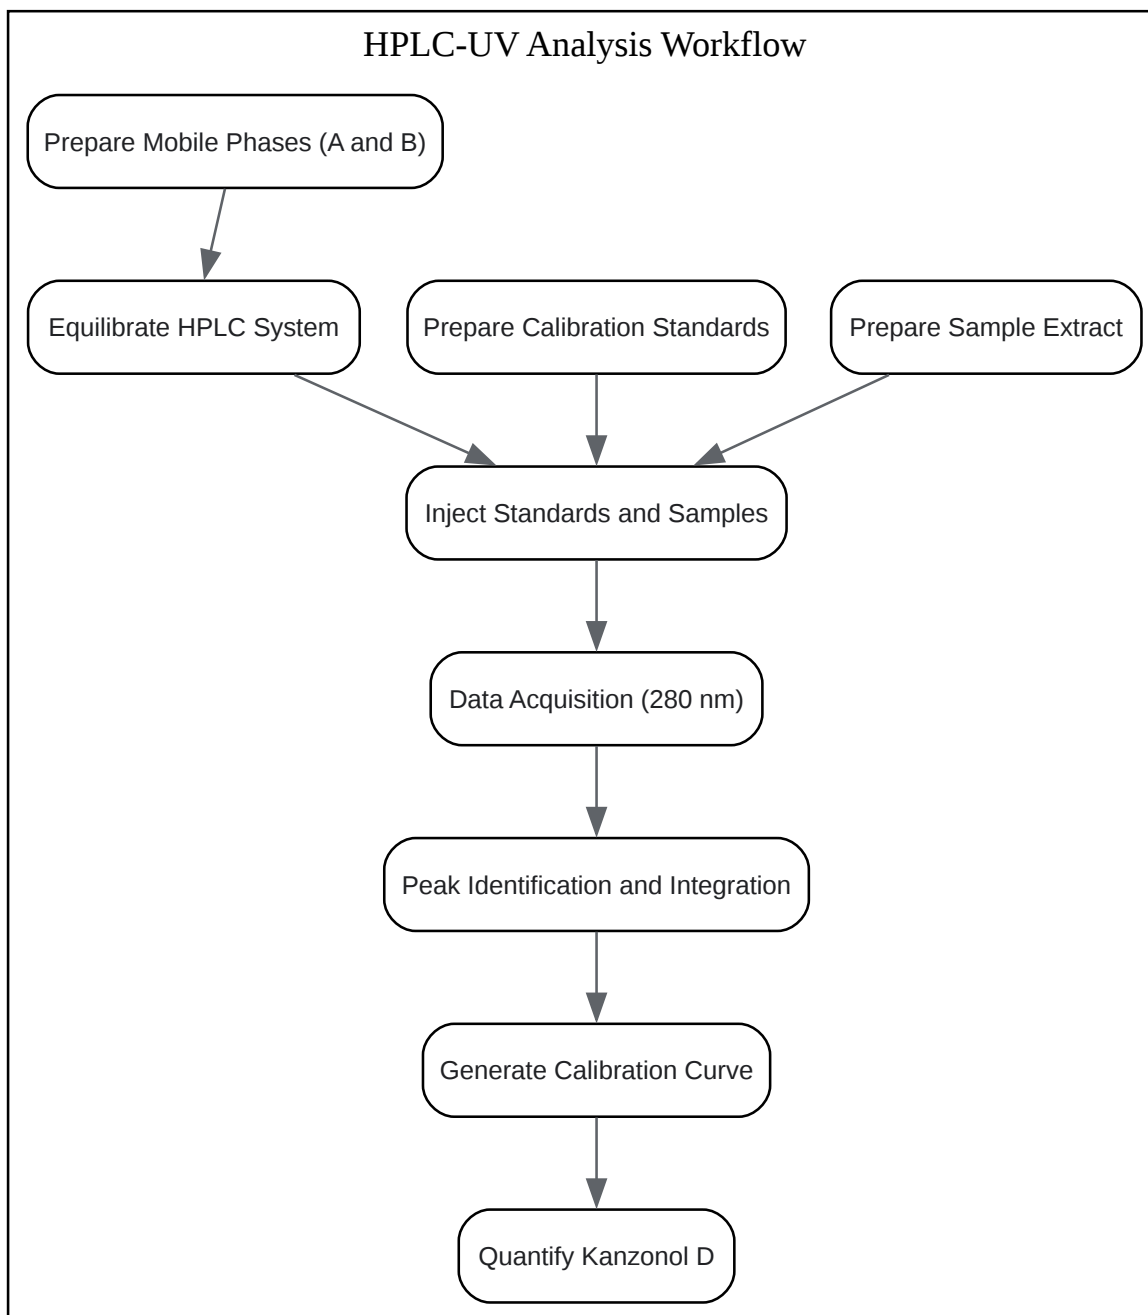 HPLC-UV Analysis Workflow
Prepare Mobile Phases (A and B)
Equilibrate HPLC System
Prepare Calibration Standards
Prepare Sample Extract
Inject Standards and Samples
Data Acquisition (280 nm)
Peak Identification and Integration
Generate Calibration Curve
Quantify Kanzonol D